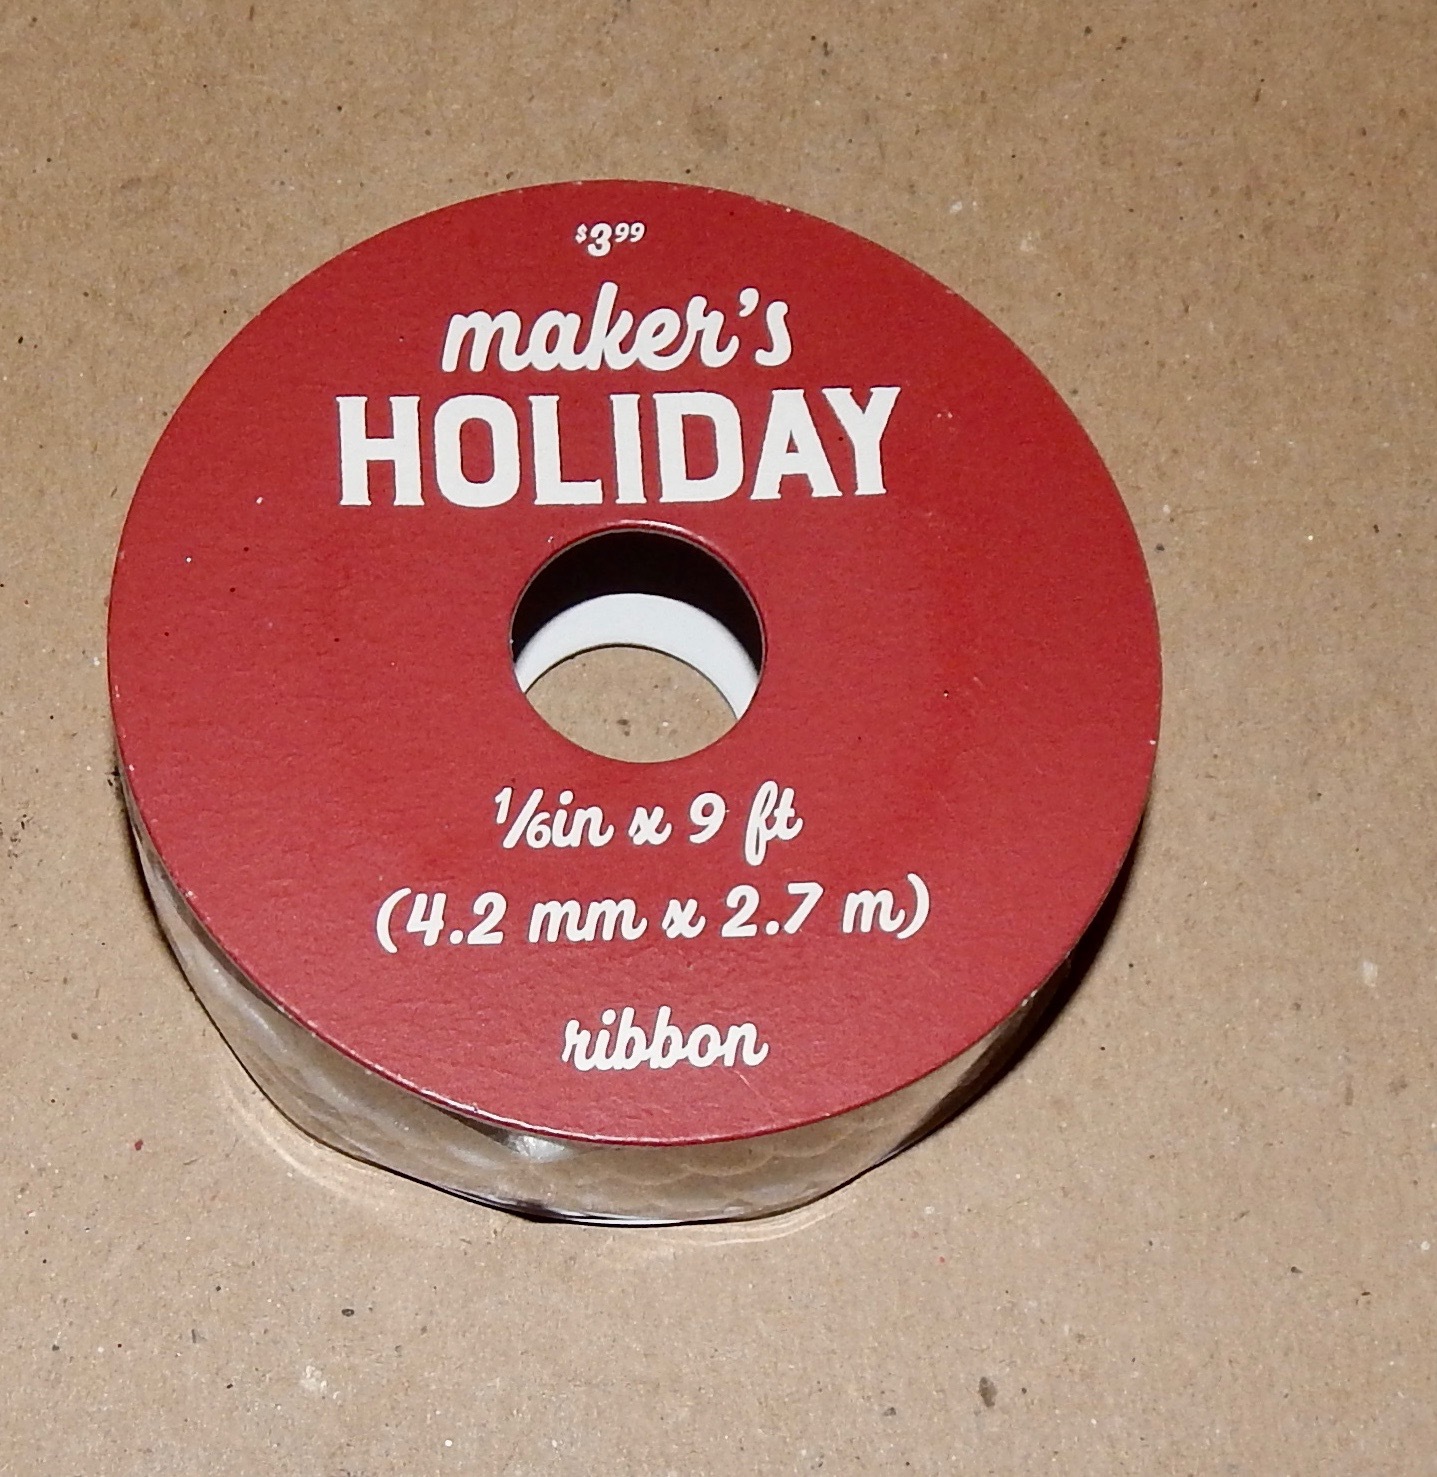 $3.99
maker's
HOLIDAY
1/6in x 9 ft
(4.2 mm x 2.7 m)
ribbon